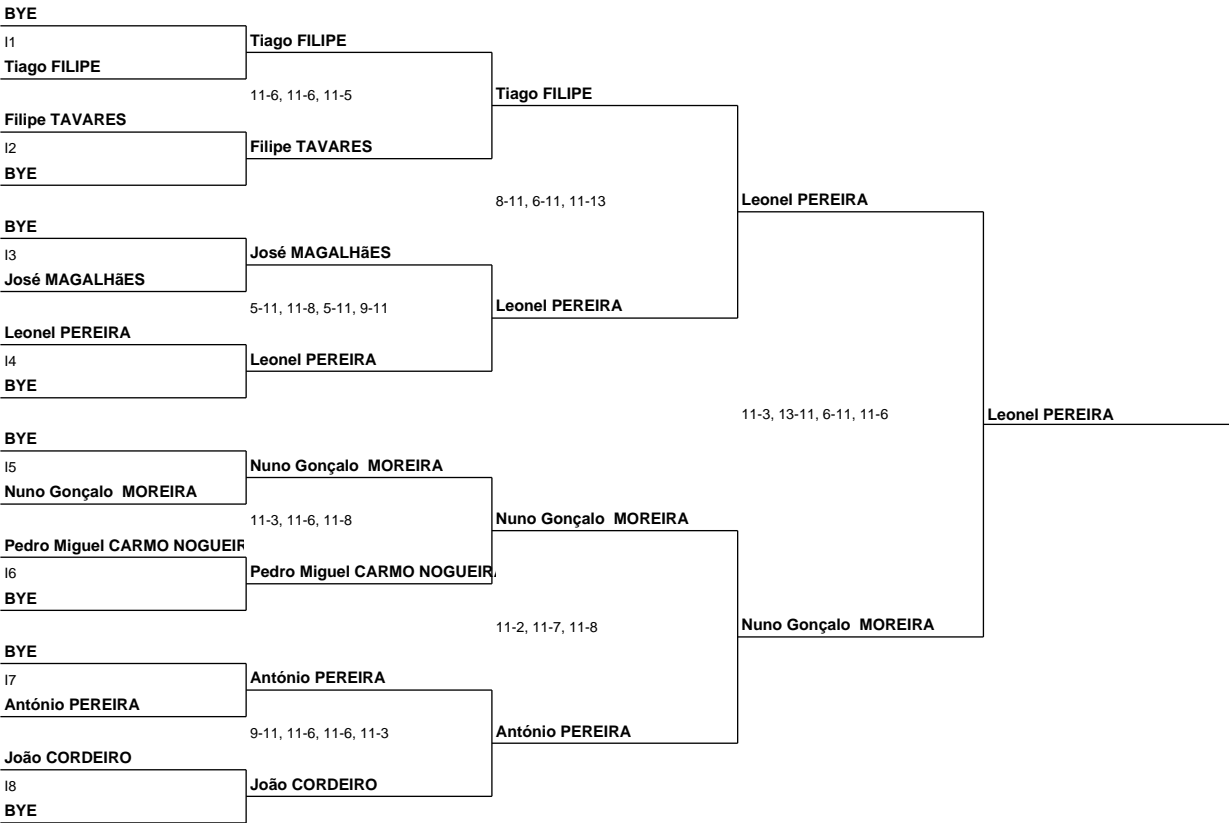 BYE
I1
Tiago FILIPE
Filipe TAVARES
I2
BYE
BYE
I3
José MAGALHãES
Leonel PEREIRA
I4
BYE
BYE
I5
Nuno Gonçalo MOREIRA
Pedro Miguel CARMO NOGUEIR
I6
BYE
BYE
I7
António PEREIRA
João CORDEIRO
I8
BYE
Tiago FILIPE
11-6, 11-6, 11-5
Filipe TAVARES
José MAGALHãES
5-11, 11-8, 5-11, 9-11
Leonel PEREIRA
Nuno Gonçalo MOREIRA
11-3, 11-6, 11-8
Pedro Miguel CARMO NOGUEIRA
António PEREIRA
9-11, 11-6, 11-6, 11-3
João CORDEIRO
Tiago FILIPE
8-11, 6-11, 11-13
Leonel PEREIRA
Nuno Gonçalo MOREIRA
11-2, 11-7, 11-8
António PEREIRA
Leonel PEREIRA
11-3, 13-11, 6-11, 11-6
Nuno Gonçalo MOREIRA
Leonel PEREIRA